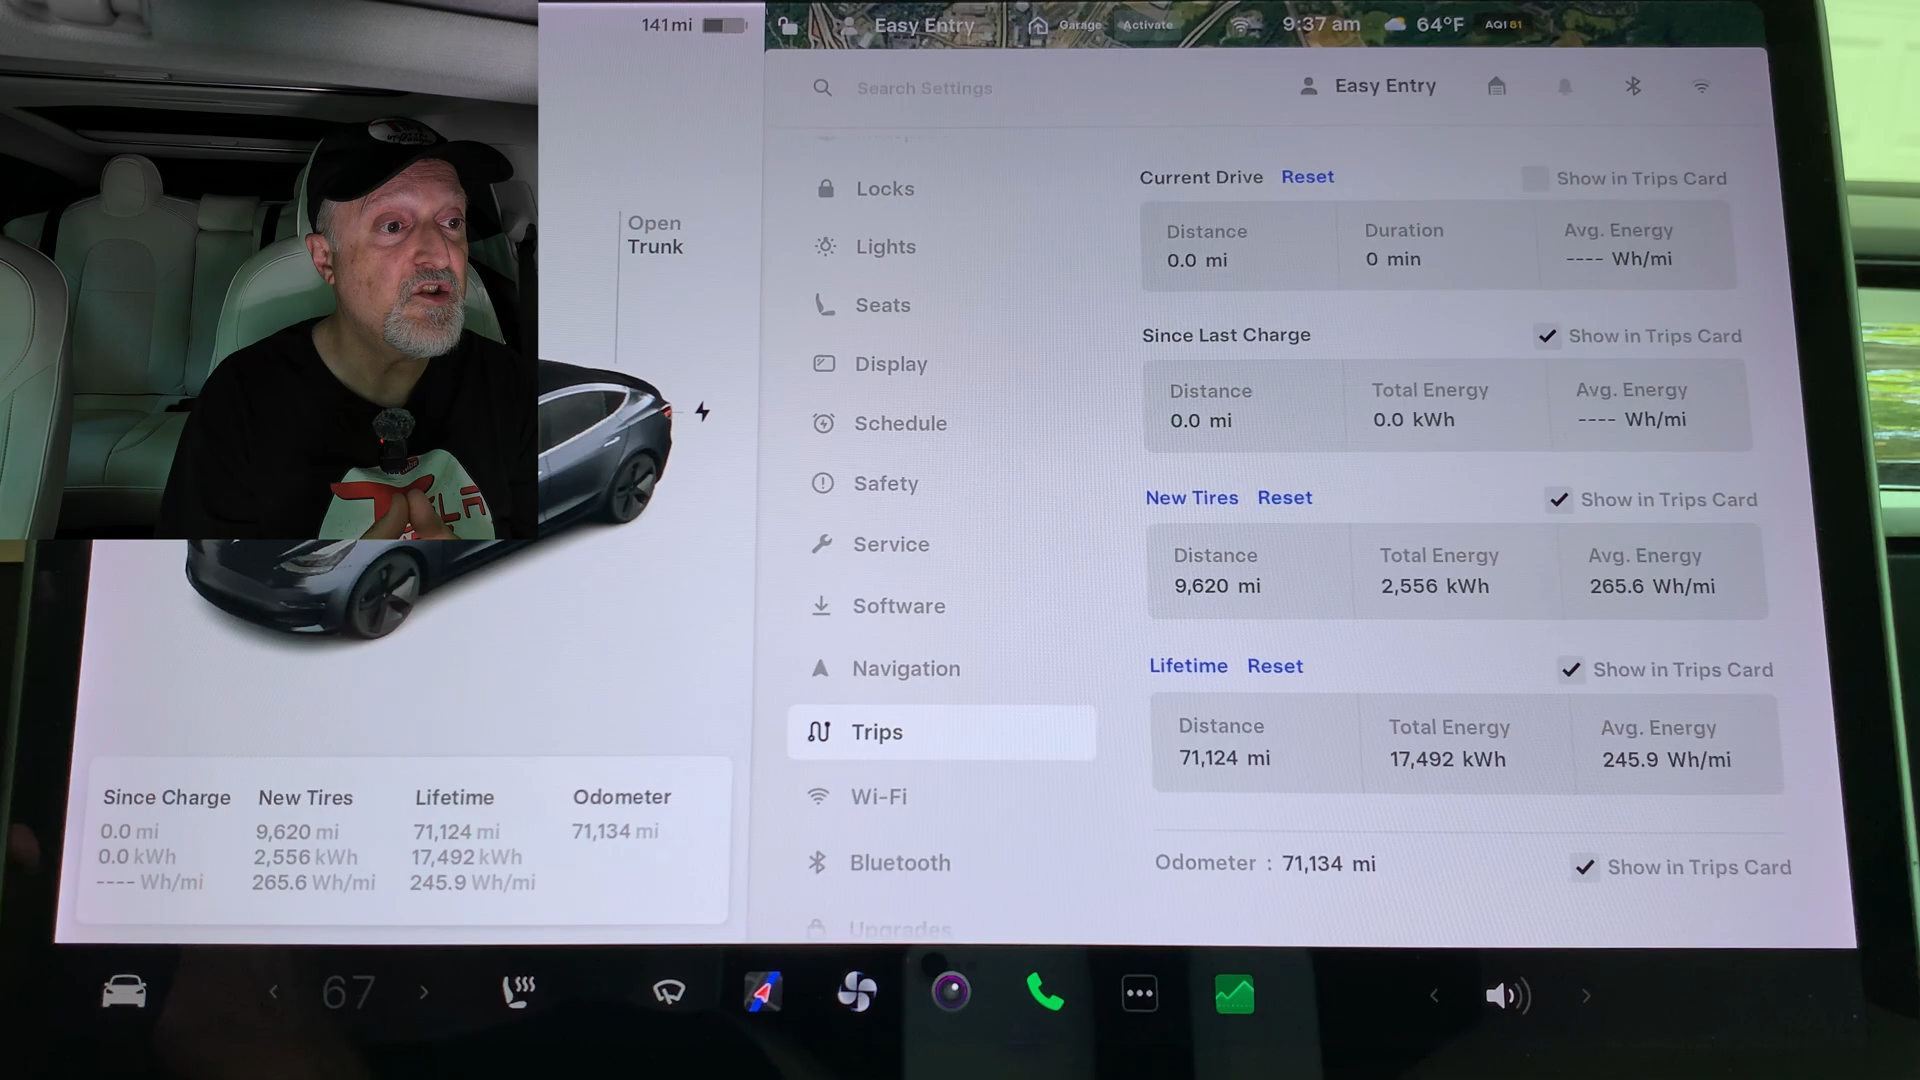 141 mi
Easy Entry
Garage
Activate
9:37 am
64°F
AQI 81
Search Settings
Easy Entry
Open
Trunk
Locks
Lights
Seats
Display
Schedule
Safety
Service
Software
Navigation
Trips
Wi-Fi
Bluetooth
Upgrades
Current Drive Reset
Show in Trips Card
Distance Duration Avg. Energy
0.0 mi 0 min ---- Wh/mi
Since Last Charge
Show in Trips Card
Distance Total Energy Avg. Energy
0.0 mi 0.0 kWh ---- Wh/mi
New Tires Reset
Show in Trips Card
Distance Total Energy Avg. Energy
9,620 mi 2,556 kWh 265.6 Wh/mi
Lifetime Reset
Show in Trips Card
Distance Total Energy Avg. Energy
71,124 mi 17,492 kWh 245.9 Wh/mi
Odometer : 71,134 mi
Show in Trips Card
Since Charge New Tires Lifetime Odometer
0.0 mi 9,620 mi 71,124 mi 71,134 mi
0.0 kWh 2,556 kWh 17,492 kWh
---- Wh/mi 265.6 Wh/mi 245.9 Wh/mi
67